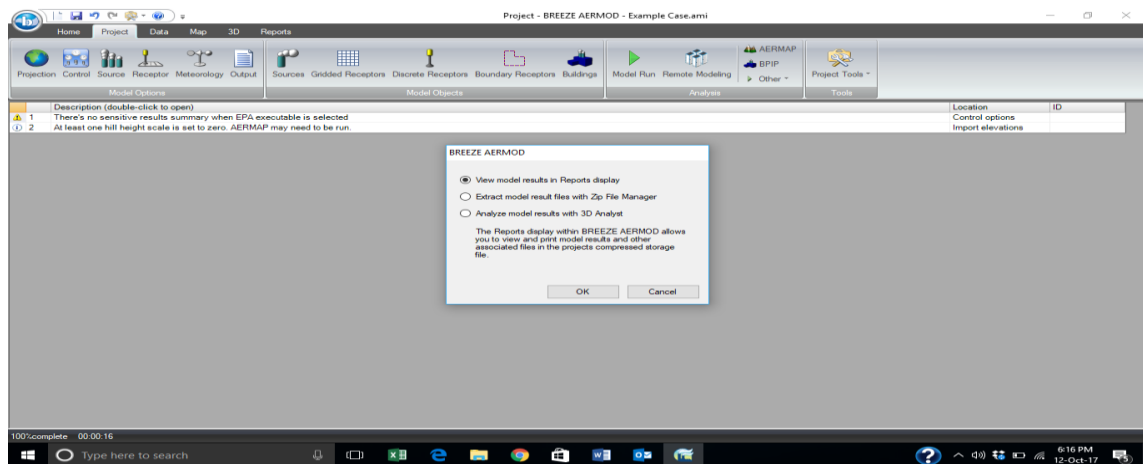 Project - BREEZE AERMOD - Example Case.ami
Home Project Data Map 3D Reports
Projection Control Source Receptor Meteorology Output Sources Gridded Receptors Discrete Receptors Boundary Receptors Buildings Model Run Remote Modeling AERMAP BPIP Other Project Tools
Model Options Model Objects Analysis Tools
Description (double-click to open) Location ID
1 There's no sensitive results summary when EPA executable is selected Control options
2 At least one hill height scale is set to zero. AERMAP may need to be run. Import elevations
BREEZE AERMOD
View model results in Reports display
Extract model result files with Zip File Manager
Analyze model results with 3D Analyst
The Reports display within BREEZE AERMOD allows
you to view and print model results and other
associated files in the projects compressed storage
file.
OK Cancel
100%complete 00:00:16
Type here to search
6:16 PM
12-Oct-17